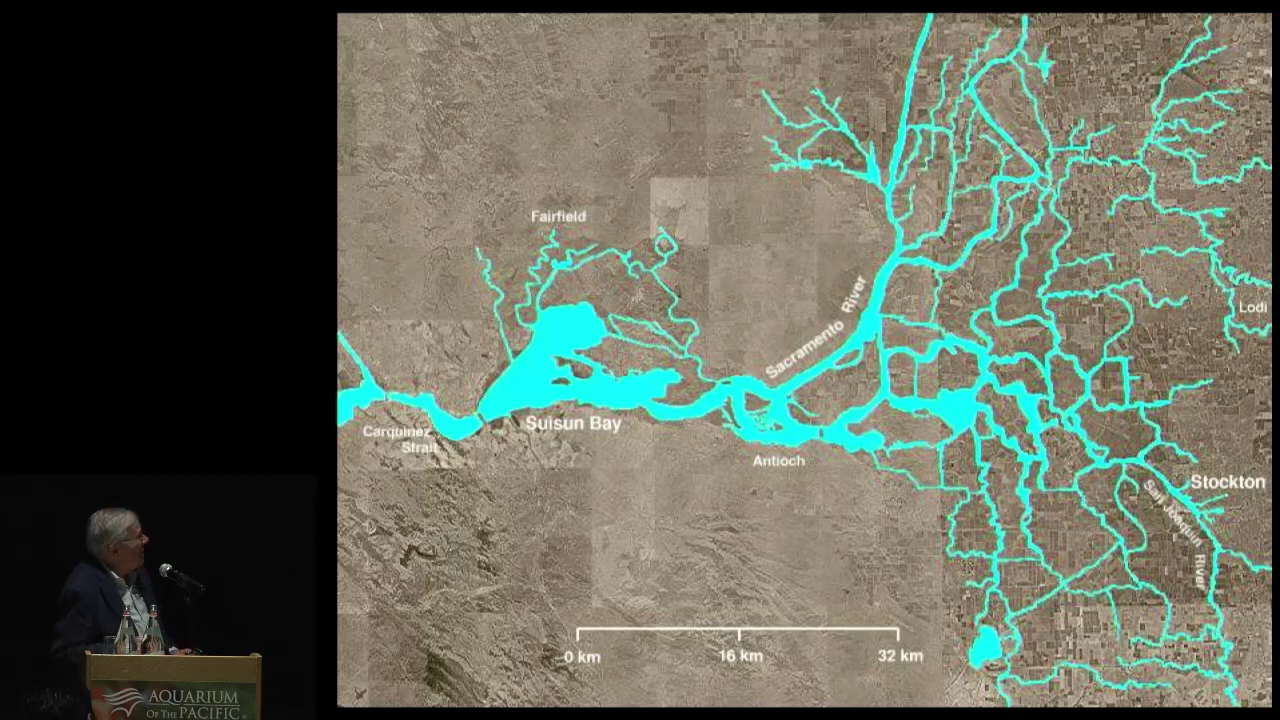 Fairfield
Lodi
Sacramento River
Carquinez
Strait
Suisun Bay
Antioch
Stockton
San Joaquin River
0 km
16 km
32 km
AQUARIUM
OF THE PACIFIC